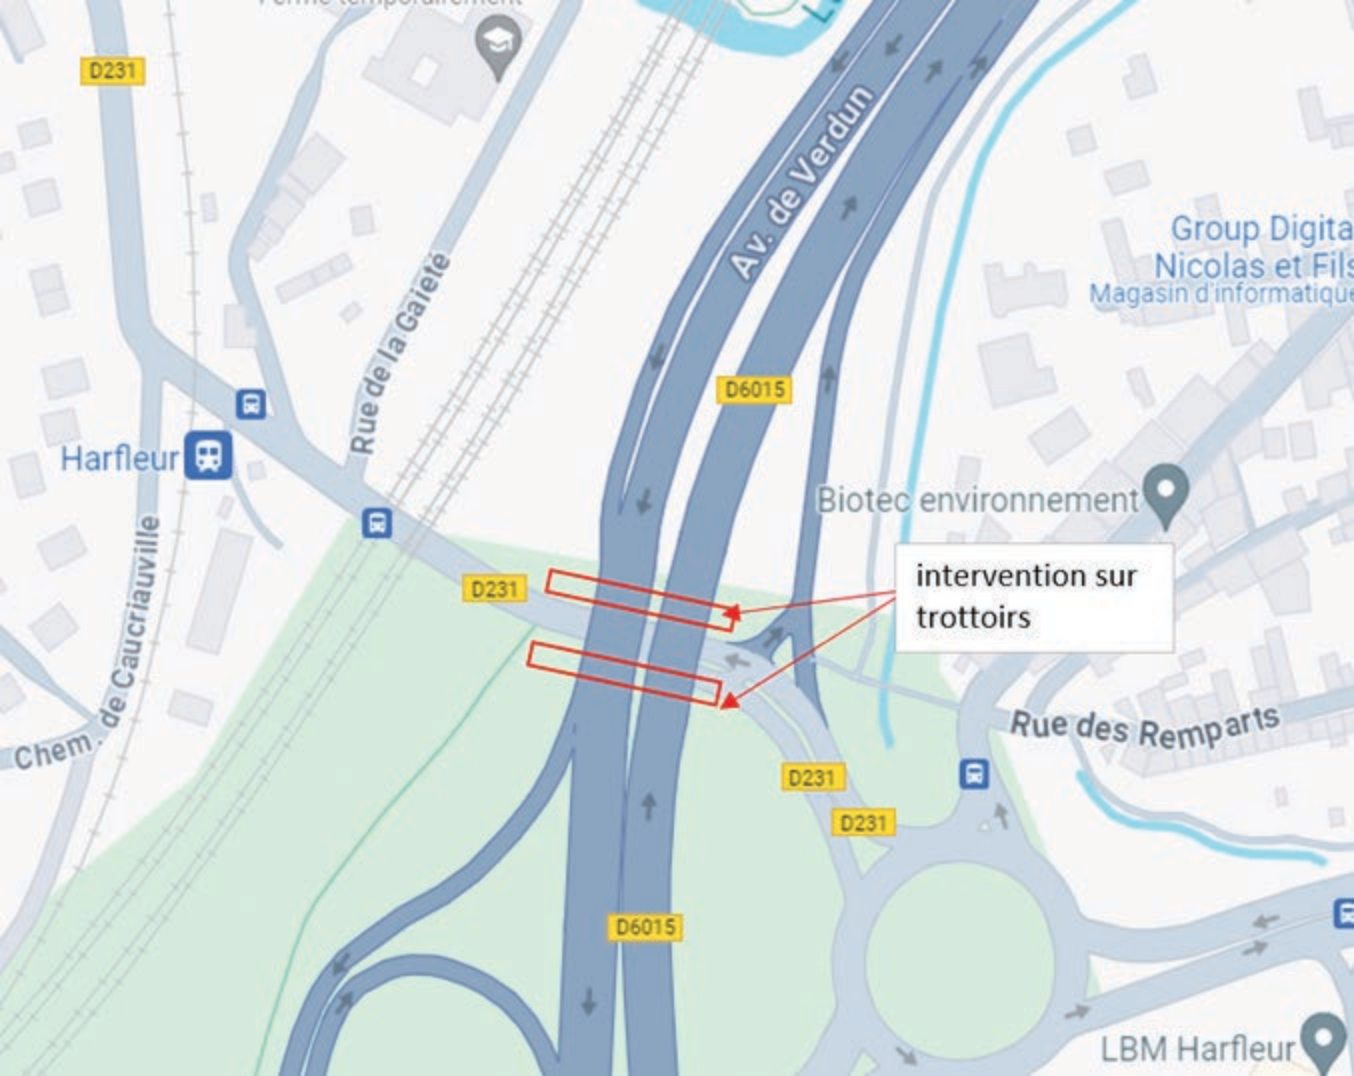 D231
Av. de Verdun
Group Digita
Nicolas et Fils
Magasin d'informatique
Rue de la Gaieté
D6015
Harfleur
Biotec environnement
intervention sur
trottoirs
D231
Chem. de Caucriauville
Rue des Remparts
D231
D231
D6015
LBM Harfleur